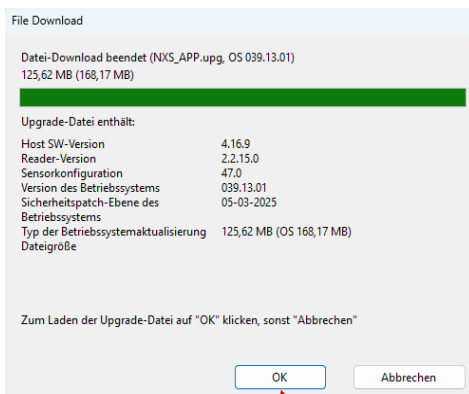 File Download
Datei-Download beendet (NXS_APP.upg, OS 039.13.01)
125,62 MB (168,17 MB)
Upgrade-Datei enthält:
Host SW-Version 4.16.9
Reader-Version 2.2.15.0
Sensorkonfiguration 47.0
Version des Betriebssystems 039.13.01
Sicherheitspatch-Ebene des 05-03-2025
Betriebssystems
Typ der Betriebssystemaktualisierung 125,62 MB (OS 168,17 MB)
Dateigröße
Zum Laden der Upgrade-Datei auf "OK" klicken, sonst "Abbrechen"
OK Abbrechen